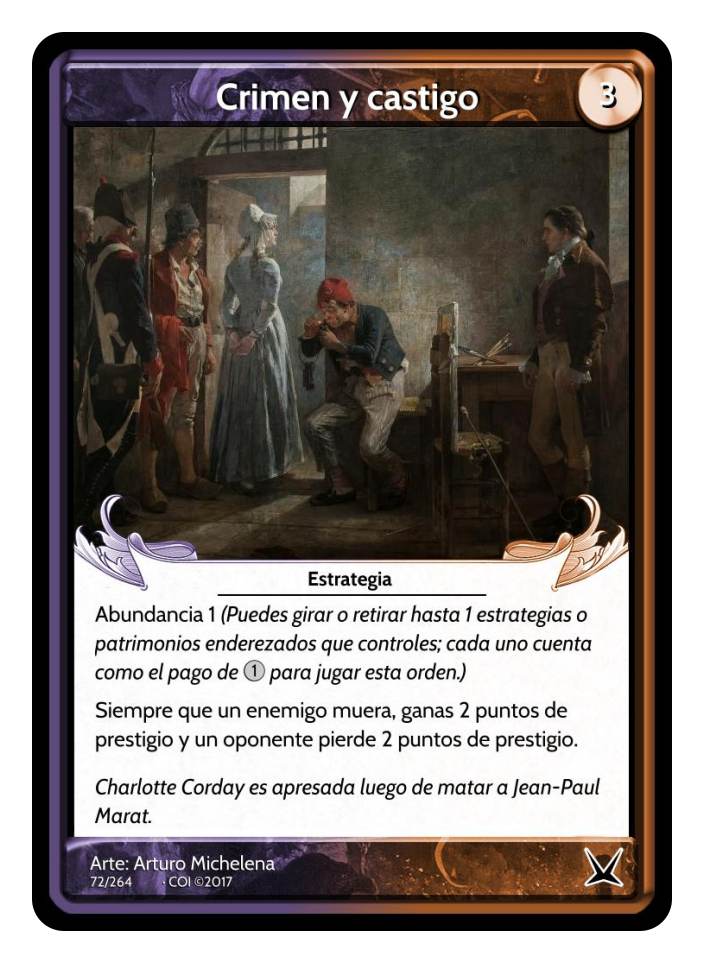 Crimen y castigo
3
Estrategia
Abundancia 1 (Puedes girar o retirar hasta 1 estrategias o
patrimonios enderezados que controles; cada uno cuenta
como el pago de 1 para jugar esta orden.)
Siempre que un enemigo muera, ganas 2 puntos de
prestigio y un oponente pierde 2 puntos de prestigio.
Charlotte Corday es apresada luego de matar a Jean-Paul
Marat.
Arte: Arturo Michelena
72/264 · COI ©2017